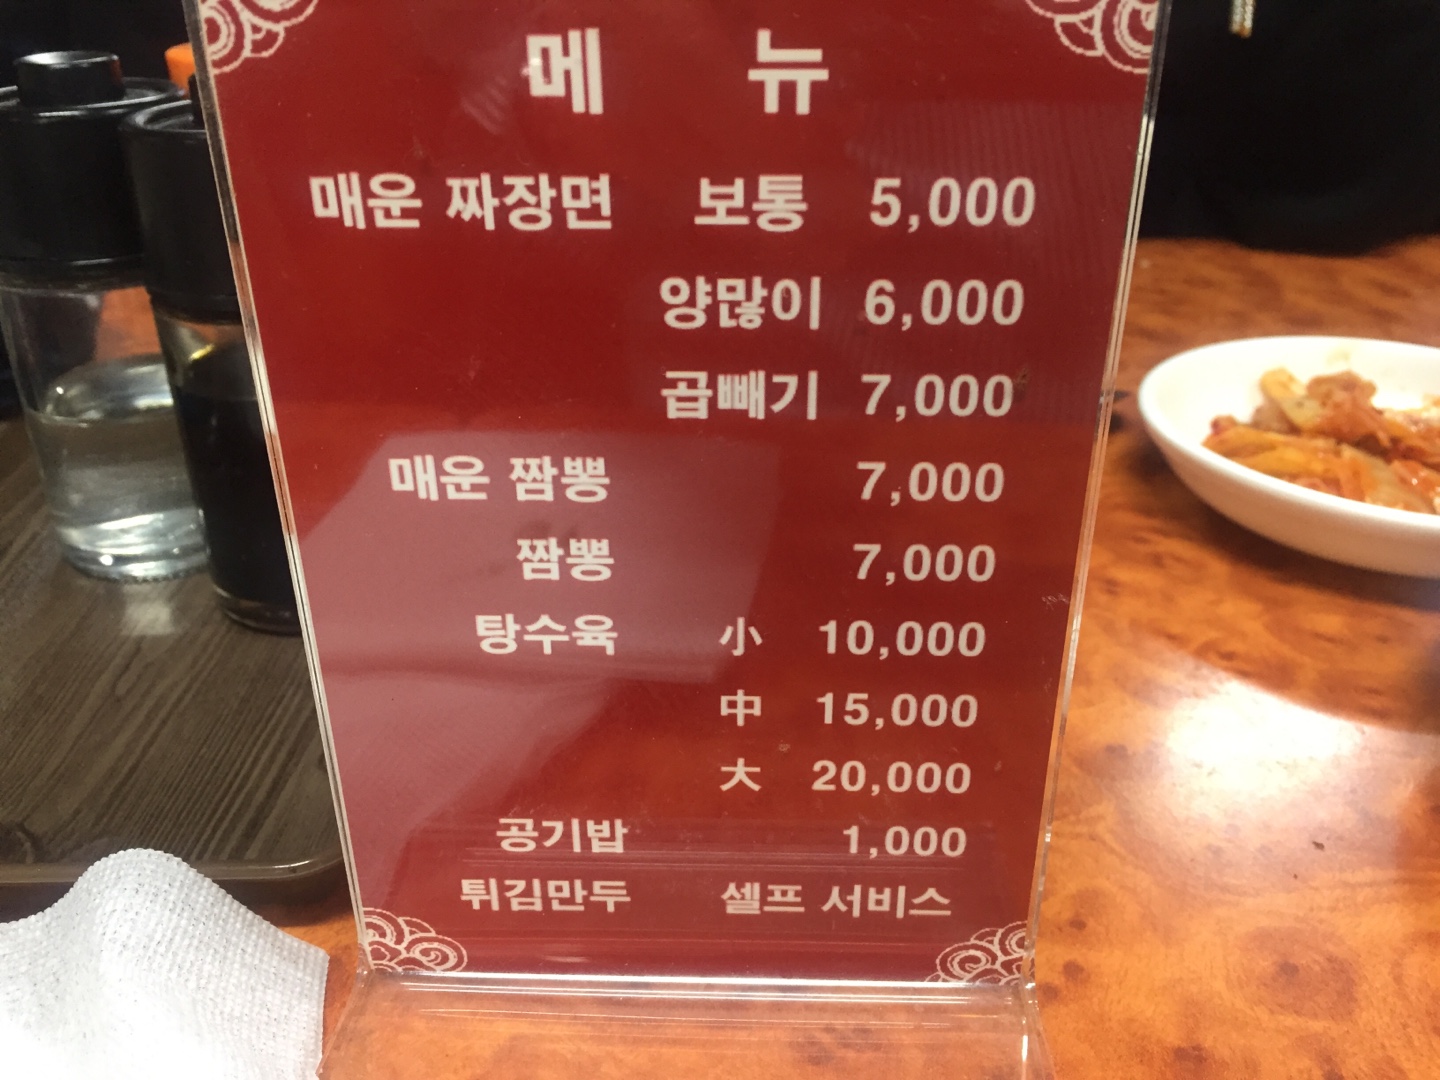 메 뉴
매운 짜장면 보통 5,000
양많이 6,000
곱빼기 7,000
매운 짬뽕 7,000
짬뽕 7,000
탕수육 小 10,000
中 15,000
大 20,000
공기밥 1,000
튀김만두 셀프 서비스